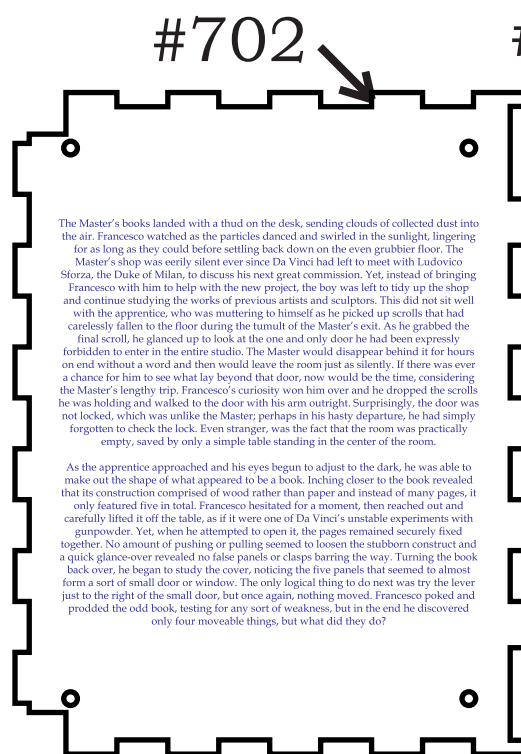 #702
The Master's books landed with a thud on the desk, sending clouds of collected dust into
the air. Francesco watched as the particles danced and swirled in the sunlight, lingering
for as long as they could before settling back down on the even grubbier floor. The
Master's shop was eerily silent ever since Da Vinci had left to meet with Ludovico
Sforza, the Duke of Milan, to discuss his next great commission. Yet, instead of bringing
Francesco with him to help with the new project, the boy was left to tidy up the shop
and continue studying the works of previous artists and sculptors. This did not sit well
with the apprentice, who was muttering to himself as he picked up scrolls that had
carelessly fallen to the floor during the tumult of the Master's exit. As he grabbed the
final scroll, he glanced up to look at the one and only door he had been expressly
forbidden to enter in the entire studio. The Master would disappear behind it for hours
on end without a word and then would leave the room just as silently. If there was ever
a chance for him to see what lay beyond that door, now would be the time, considering
the Master's lengthy trip. Francesco's curiosity won him over and he dropped the scrolls
he was holding and walked to the door with his arm outright. Surprisingly, the door was
not locked, which was unlike the Master; perhaps in his hasty departure, he had simply
forgotten to check the lock. Even stranger, was the fact that the room was practically
empty, saved by only a simple table standing in the center of the room.
As the apprentice approached and his eyes begun to adjust to the dark, he was able to
make out the shape of what appeared to be a book. Inching closer to the book revealed
that its construction comprised of wood rather than paper and instead of many pages, it
only featured five in total. Francesco hesitated for a moment, then reached out and
carefully lifted it off the table, as if it were one of Da Vinci's unstable experiments with
gunpowder. Yet, when he attempted to open it, the pages remained securely fixed
together. No amount of pushing or pulling seemed to loosen the stubborn construct and
a quick glance-over revealed no false panels or clasps barring the way. Turning the book
back over, he began to study the cover, noticing the five panels that seemed to almost
form a sort of small door or window. The only logical thing to do next was try the lever
just to the right of the small door, but once again, nothing moved. Francesco poked and
prodded the odd book, testing for any sort of weakness, but in the end he discovered
only four moveable things, but what did they do?